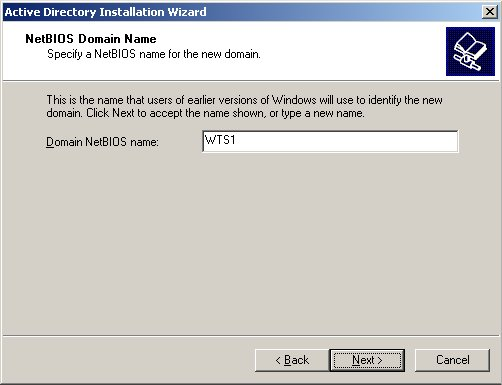 Active Directory Installation Wizard
NetBIOS Domain Name
Specify a NetBIOS name for the new domain.
This is the name that users of earlier versions of Windows will use to identify the new
domain. Click Next to accept the name shown, or type a new name.
Domain NetBIOS name: WTS1
< Back Next > Cancel